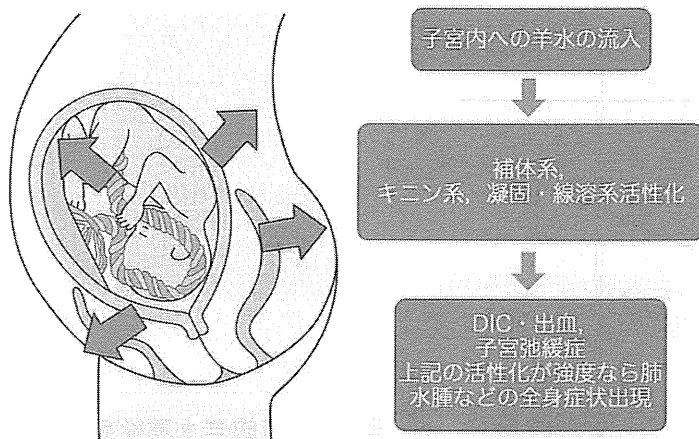 子宮内への羊水の流入
補体系,
キニン系, 凝固・線溶系活性化
DIC・出血,
子宮弛緩症
上記の活性化が強度なら肺
水腫などの全身症状出現